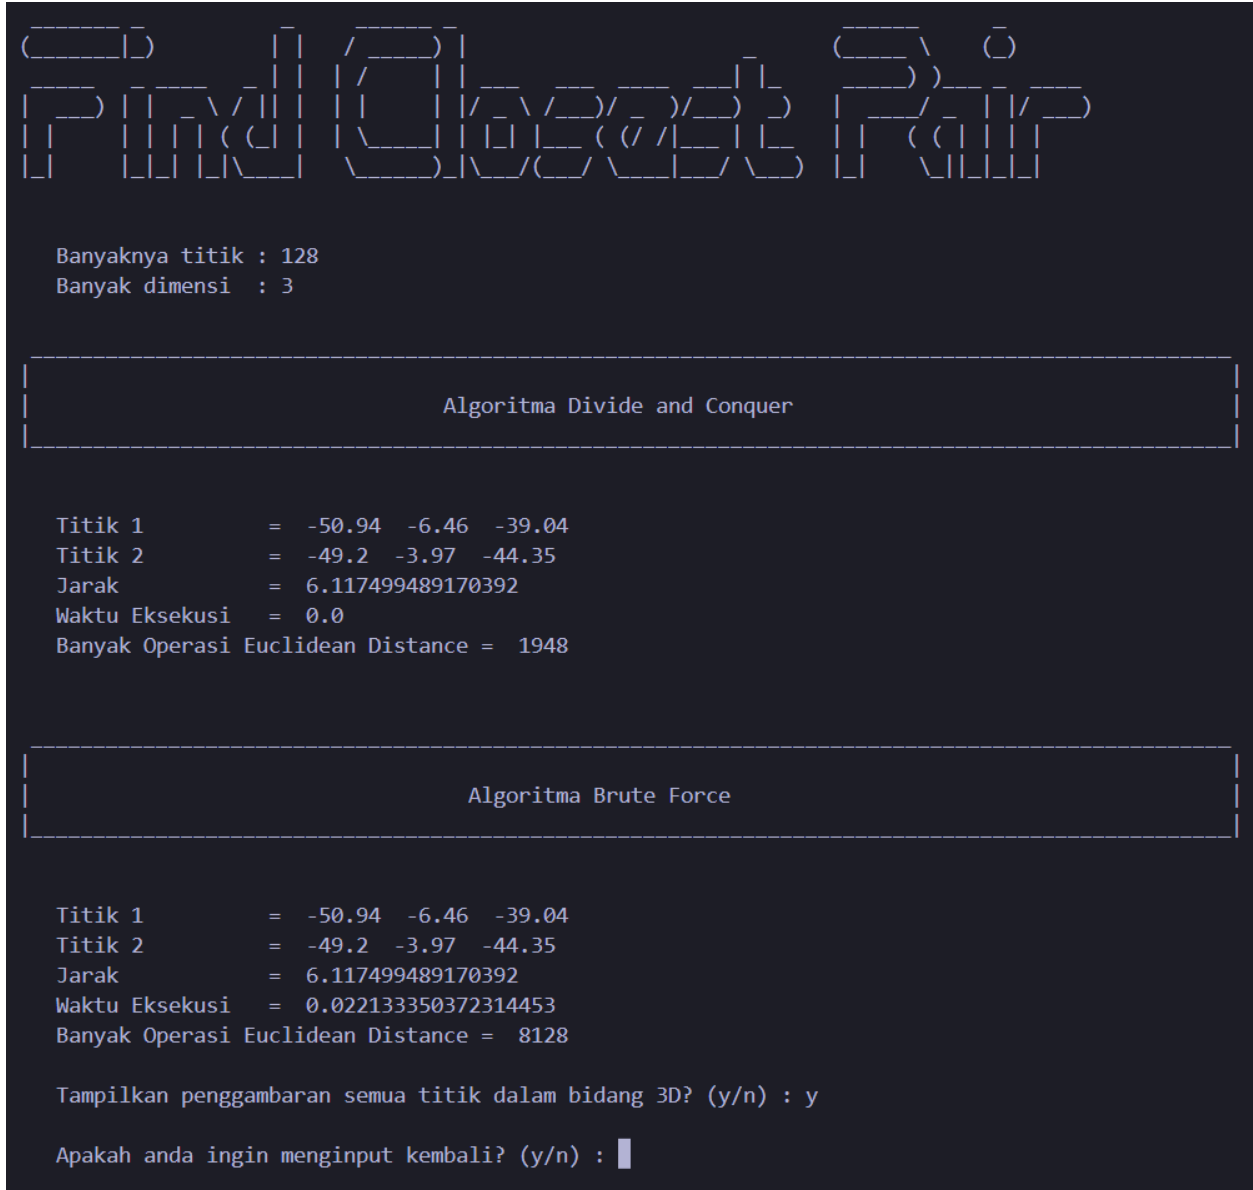 Find Closest Pair
Banyaknya titik : 128
Banyak dimensi  : 3
Algoritma Divide and Conquer
Titik 1          =  -50.94  -6.46  -39.04
Titik 2          =  -49.2  -3.97  -44.35
Jarak            =  6.117499489170392
Waktu Eksekusi   =  0.0
Banyak Operasi Euclidean Distance =  1948
Algoritma Brute Force
Titik 1          =  -50.94  -6.46  -39.04
Titik 2          =  -49.2  -3.97  -44.35
Jarak            =  6.117499489170392
Waktu Eksekusi   =  0.022133350372314453
Banyak Operasi Euclidean Distance =  8128
Tampilkan penggambaran semua titik dalam bidang 3D? (y/n) : y
Apakah anda ingin menginput kembali? (y/n) :